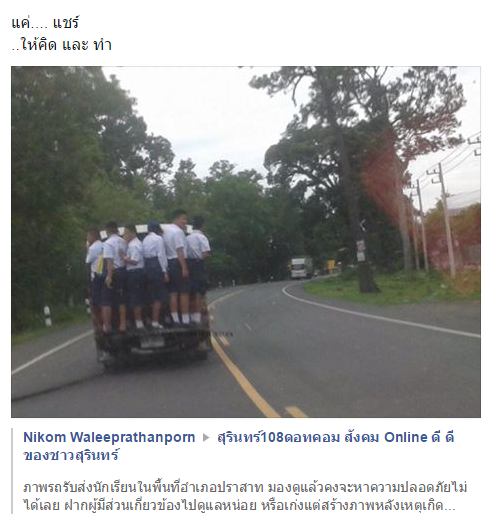 แค่.... แชร์
..ให้คิด และ ทำ
Nikom Waleeprathanporn ▶ สุรินทร์108ดอทคอม สังคม Online ดี ดี
ของชาวสุรินทร์
ภาพรถรับส่งนักเรียนในพื้นที่อำเภอปราสาท มองดูแล้วคงจะหาความปลอดภัยไม่
ได้เลย ฝากผู้มีส่วนเกี่ยวข้องไปดูแลหน่อย หรือเก่งแต่สร้างภาพหลังเหตุเกิด...